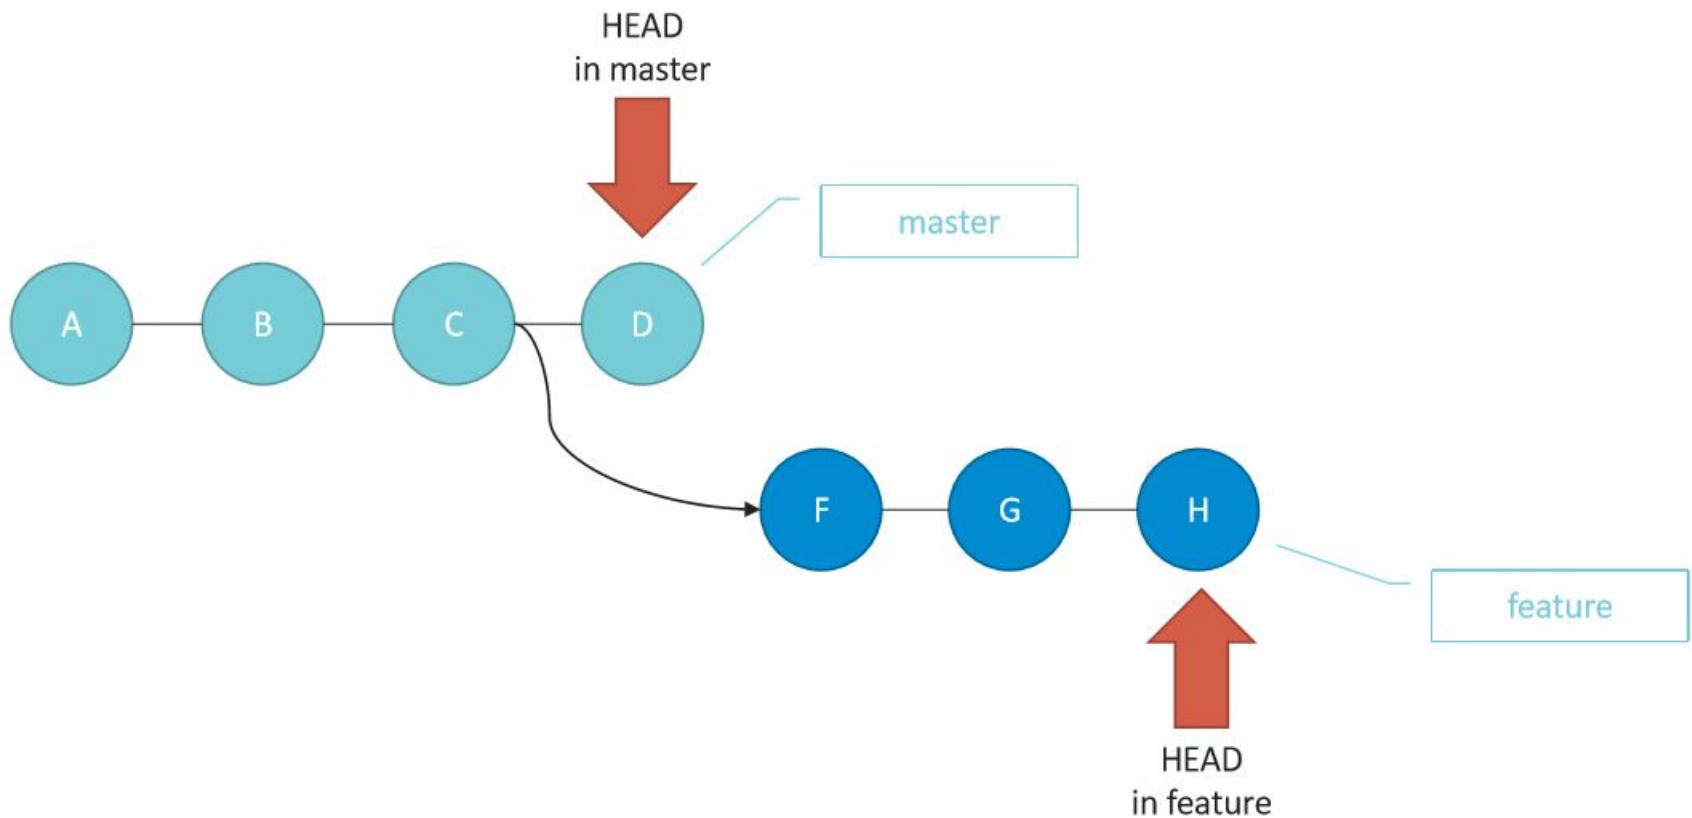 HEAD
in master
master
A
B
C
D
F
G
H
feature
HEAD
in feature